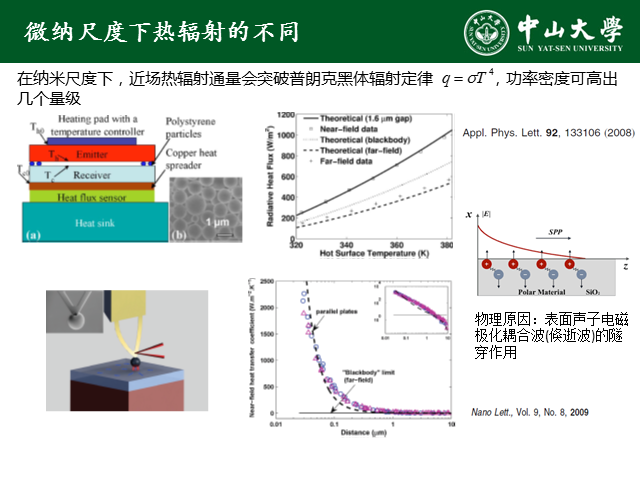 微纳尺度下热辐射的不同
中山大学
SUN YAT-SEN UNIVERSITY
在纳米尺度下，近场热辐射通量会突破普朗克黑体辐射定律 q = σT⁴，功率密度可高出
几个量级
Heating pad with a
temperature controller
Polystyrene
particles
Copper heat
spreader
Emitter
Receiver
Heat flux sensor
Heat sink
(a)
(b)
1 μm
Radiative Heat Flux (W/m²)
1200
1000
800
600
400
200
0
Theoretical (1.6 μm gap)
Near-field data
Theoretical (blackbody)
Theoretical (far-field)
Far-field data
320
340
360
380
Hot Surface Temperature (K)
Appl. Phys. Lett. 92, 133106 (2008)
x
|E|
SPP
z
Polar Material
SiO₂
物理原因：表面声子电磁
极化耦合波(倏逝波)的隧
穿作用
Near-field heat transfer coefficient (W.m⁻².K⁻¹)
2500
2000
1500
1000
500
0
parallel plates
"Blackbody" limit
(far-field)
0.01
0.1
1
10
Distance (μm)
Nano Lett., Vol. 9, No. 8, 2009